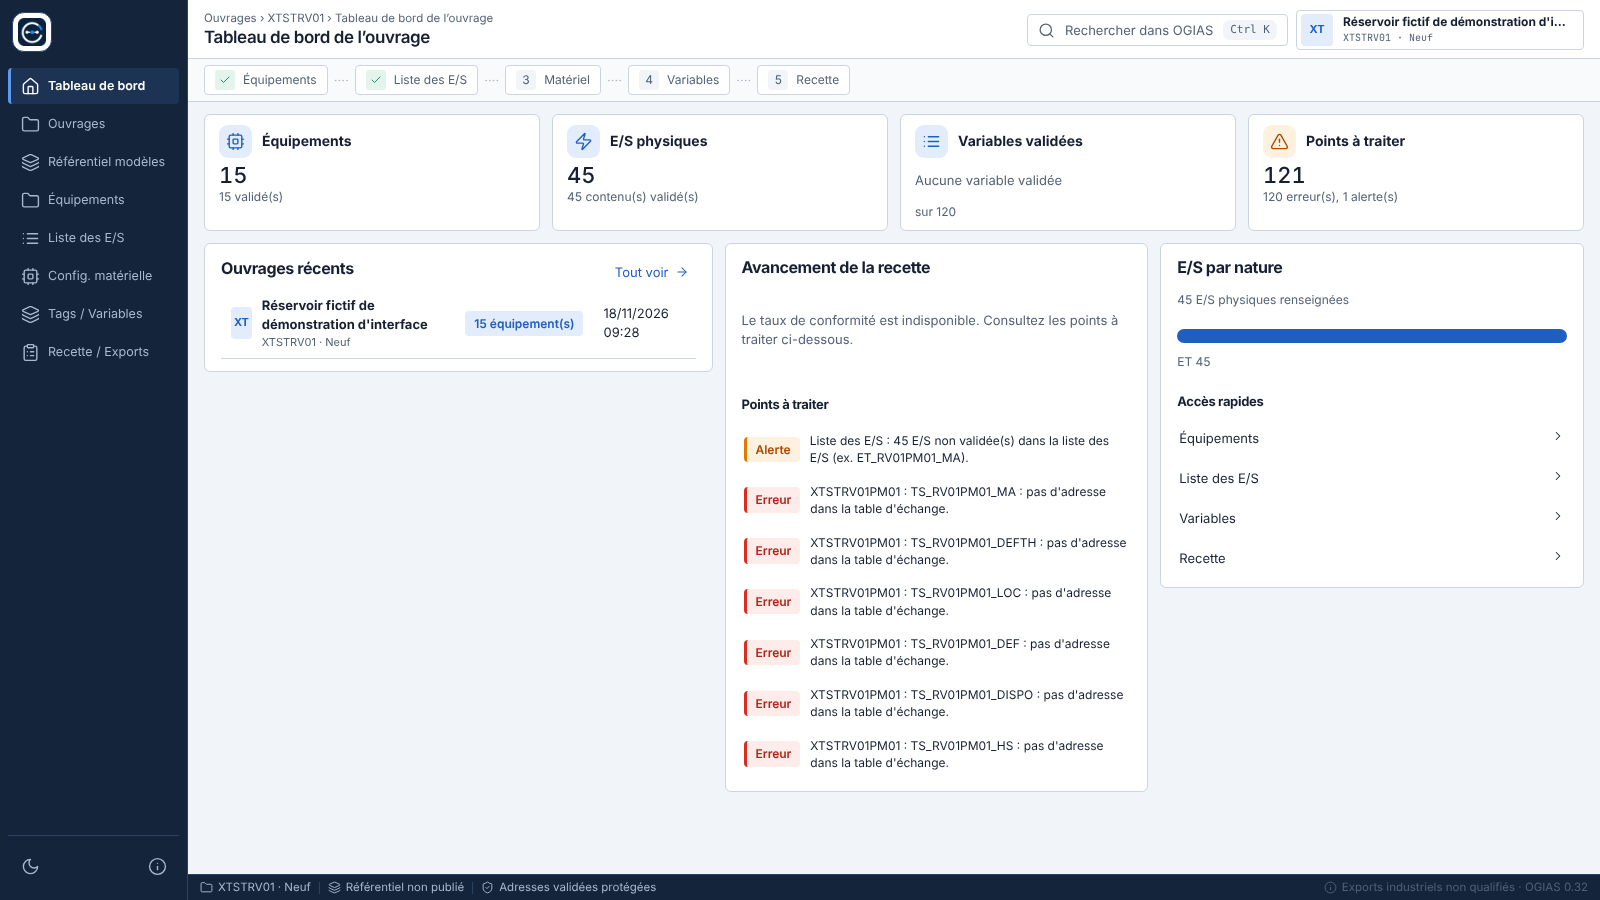 Ouvrages › XTSTRV01 › Tableau de bord de l’ouvrage
Tableau de bord de l’ouvrage
Rechercher dans OGIAS Ctrl K
XT
Réservoir fictif de démonstration d'i...
XTSTRV01 · Neuf
Tableau de bord
Ouvrages
Référentiel modèles
Équipements
Liste des E/S
Config. matérielle
Tags / Variables
Recette / Exports
Équipements
Liste des E/S
3 Matériel
4 Variables
5 Recette
Équipements
15
15 validé(s)
E/S physiques
45
45 contenu(s) validé(s)
Variables validées
Aucune variable validée
sur 120
Points à traiter
121
120 erreur(s), 1 alerte(s)
Ouvrages récents
Tout voir
XT
Réservoir fictif de
démonstration d'interface
XTSTRV01 · Neuf
15 équipement(s)
18/11/2026
09:28
Avancement de la recette
Le taux de conformité est indisponible. Consultez les points à
traiter ci-dessous.
Points à traiter
Alerte
Liste des E/S : 45 E/S non validée(s) dans la liste des
E/S (ex. ET_RV01PM01_MA).
Erreur
XTSTRV01PM01 : TS_RV01PM01_MA : pas d'adresse
dans la table d'échange.
Erreur
XTSTRV01PM01 : TS_RV01PM01_DEFTH : pas d'adresse
dans la table d'échange.
Erreur
XTSTRV01PM01 : TS_RV01PM01_LOC : pas d'adresse
dans la table d'échange.
Erreur
XTSTRV01PM01 : TS_RV01PM01_DEF : pas d'adresse
dans la table d'échange.
Erreur
XTSTRV01PM01 : TS_RV01PM01_DISPO : pas d'adresse
dans la table d'échange.
Erreur
XTSTRV01PM01 : TS_RV01PM01_HS : pas d'adresse
dans la table d'échange.
E/S par nature
45 E/S physiques renseignées
ET 45
Accès rapides
Équipements
Liste des E/S
Variables
Recette
XTSTRV01 · Neuf
Référentiel non publié
Adresses validées protégées
Exports industriels non qualifiés · OGIAS 0.32